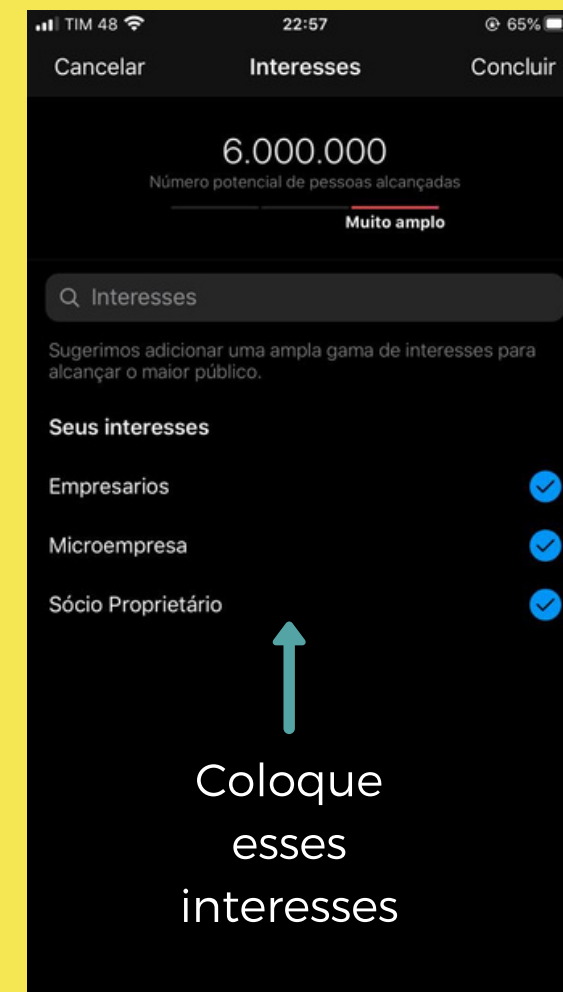 TIM 48
22:57
65%
Cancelar
Interesses
Concluir
6.000.000
Número potencial de pessoas alcançadas
Muito amplo
Interesses
Sugerimos adicionar uma ampla gama de interesses para
alcançar o maior público.
Seus interesses
Empresarios
Microempresa
Sócio Proprietário
Coloque
esses
interesses